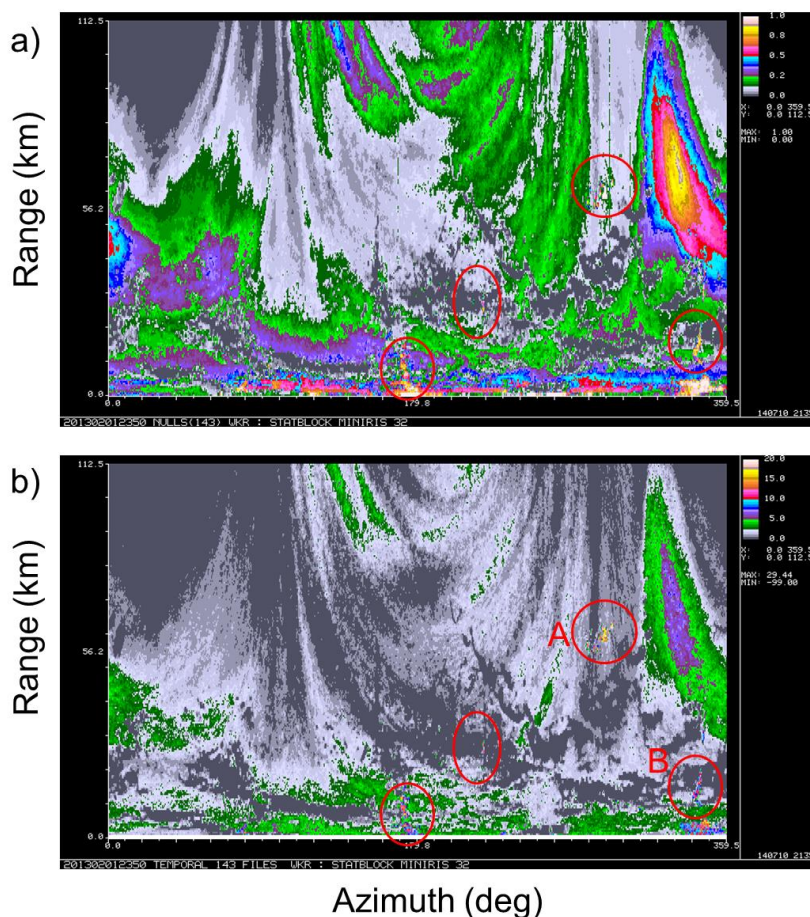 a)
Range (km)
112.5
56.2
0.0
0.0
179.8
359.5
1.0
0.8
0.5
0.2
0.0
X: 0.0 359.5
Y: 0.0 112.5
MAX: 1.00
MIN: 0.00
201302012350 NULLS(143) WKR : STATBLOCK MINIRIS 32
140710 2135
b)
Range (km)
112.5
56.2
0.0
0.0
179.8
359.5
A
B
20.0
15.0
10.0
5.0
0.0
X: 0.0 359.5
Y: 0.0 112.5
MAX: 29.44
MIN: -99.00
201302012350 TEMPORAL 143 FILES WKR : STATBLOCK MINIRIS 32
140710 2135
Azimuth (deg)